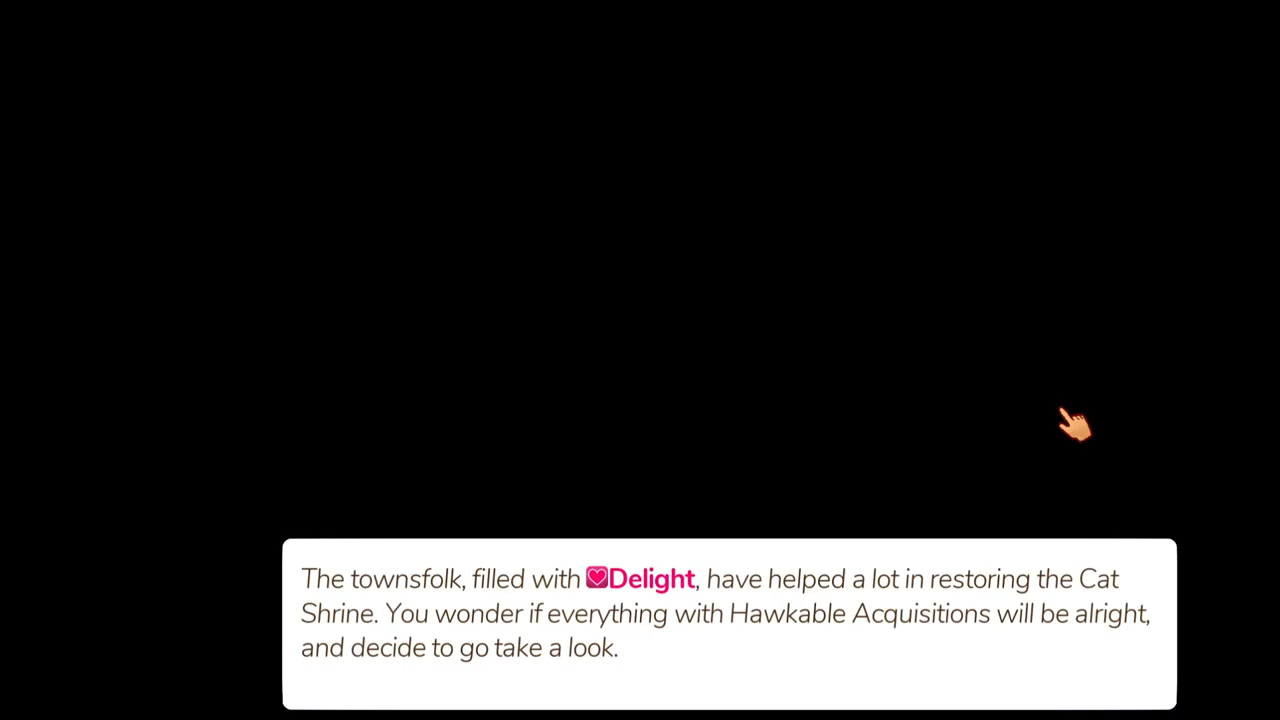 The townsfolk, filled with Delight, have helped a lot in restoring the Cat
Shrine. You wonder if everything with Hawkable Acquisitions will be alright,
and decide to go take a look.